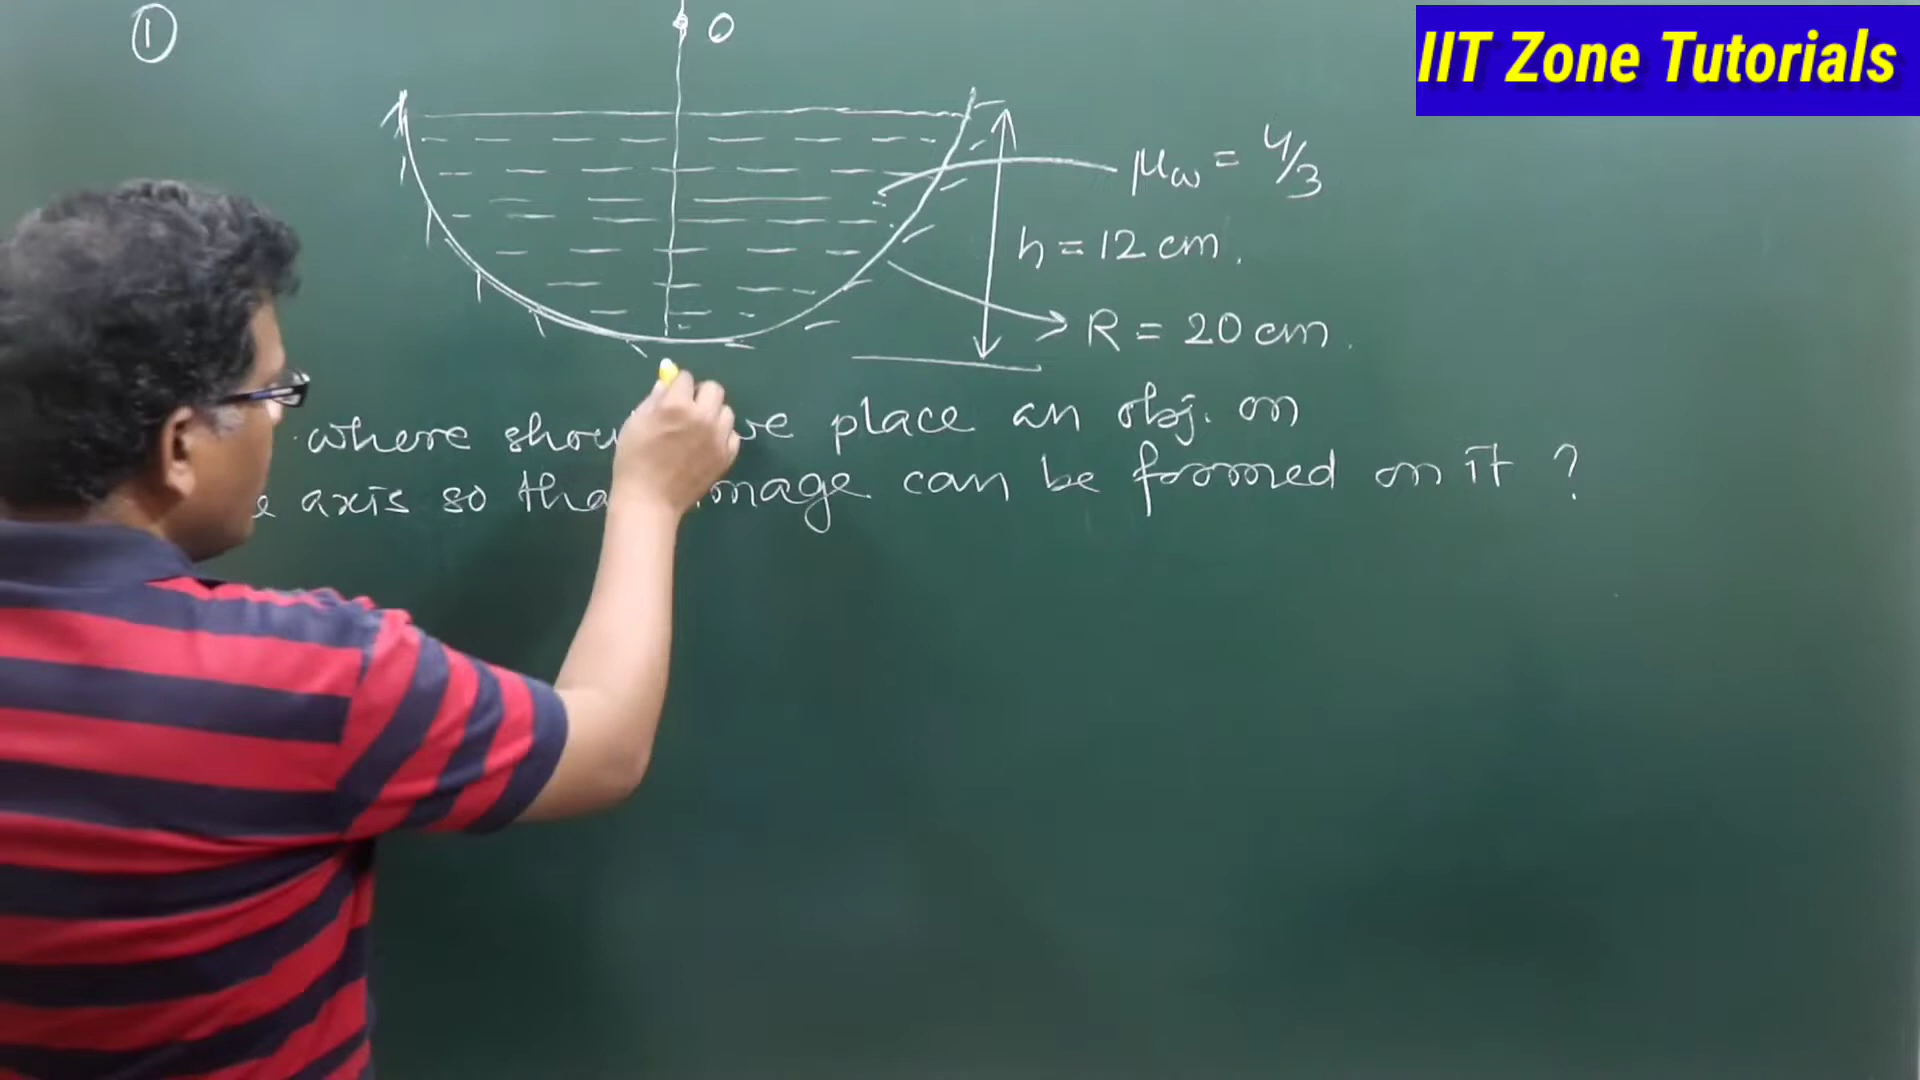 ①
O
IIT Zone Tutorials
μw = 4/3
h = 12 cm.
R = 20 cm.
where place an obj. on
axis so image can be formed on it ?